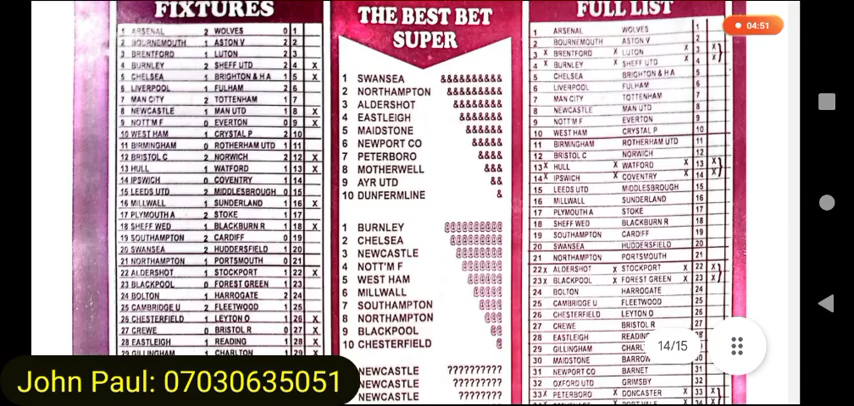 FIXTURES
1 ARSENAL 2 WOLVES 0 1
2 BOURNEMOUTH 1 ASTON V 2 2
3 BRENTFORD 1 LUTON 2 3
4 BURNLEY 2 SHEFF UTD 2 4 X
5 CHELSEA 1 BRIGHTON & H A 1 5 X
6 LIVERPOOL 1 FULHAM 2 6
7 MAN CITY 2 TOTTENHAM 1 7
8 NEWCASTLE 1 MAN UTD 1 8 X
9 NOTT'M F 0 EVERTON 0 9 X
10 WEST HAM 1 CRYSTAL P 2 10
11 BIRMINGHAM 0 ROTHERHAM UTD 1 11
12 BRISTOL C 2 NORWICH 2 12 X
13 HULL 1 WATFORD 1 13 X
14 IPSWICH 0 COVENTRY 1 14
15 LEEDS UTD 2 MIDDLESBROUGH 0 15
16 MILLWALL 1 SUNDERLAND 1 16 X
17 PLYMOUTH A 2 STOKE 1 17
18 SHEFF WED 1 BLACKBURN R 1 18 X
19 SOUTHAMPTON 2 CARDIFF 0 19
20 SWANSEA 2 HUDDERSFIELD 1 20
21 NORTHAMPTON 1 PORTSMOUTH 0 21
22 ALDERSHOT 1 STOCKPORT 1 22 X
23 BLACKPOOL 0 FOREST GREEN 1 23
24 BOLTON 1 HARROGATE 2 24
25 CAMBRIDGE U 2 FLEETWOOD 1 25
26 CHESTERFIELD 1 LEYTON O 1 26 X
27 CREWE 0 BRISTOL R 0 27 X
28 EASTLEIGH 1 READING 1 28 X
29 GILLINGHAM 1 CHARLTON 1 29 X
THE BEST BET
SUPER
1 SWANSEA &&&&&&&&&&
2 NORTHAMPTON &&&&&&&&&
3 ALDERSHOT &&&&&&&&
4 EASTLEIGH &&&&&&&
5 MAIDSTONE &&&&&&
6 NEWPORT CO &&&&&
7 PETERBORO &&&&
8 MOTHERWELL &&&
9 AYR UTD &&
10 DUNFERMLINE &
1 BURNLEY @@@@@@@@@@
2 CHELSEA @@@@@@@@@
3 NEWCASTLE @@@@@@@@
4 NOTT'M F @@@@@@@
5 WEST HAM @@@@@@
6 MILLWALL @@@@@
7 SOUTHAMPTON @@@@
8 NORTHAMPTON @@@
9 BLACKPOOL @@
10 CHESTERFIELD @
NEWCASTLE ??????????
NEWCASTLE ?????????
NEWCASTLE ????????
FULL LIST
1 ARSENAL WOLVES 1
2 BOURNEMOUTH ASTON V 2
3 X BRENTFORD X LUTON X 3 X
4 X BURNLEY X SHEFF UTD X 4 X
5 CHELSEA BRIGHTON & H A 5
6 LIVERPOOL FULHAM 6
7 MAN CITY TOTTENHAM 7
8 NEWCASTLE MAN UTD 8
9 NOTT'M F EVERTON 9
10 WEST HAM CRYSTAL P 10
11 BIRMINGHAM ROTHERHAM UTD 11
12 BRISTOL C NORWICH 12
13 X HULL X WATFORD X 13 X
14 X IPSWICH X COVENTRY X 14 X
15 LEEDS UTD MIDDLESBROUGH 15
16 MILLWALL SUNDERLAND 16
17 PLYMOUTH A STOKE 17
18 SHEFF WED BLACKBURN R 18
19 SOUTHAMPTON CARDIFF 19
20 SWANSEA HUDDERSFIELD 20
21 NORTHAMPTON PORTSMOUTH 21
22 X ALDERSHOT X STOCKPORT X 22 X
23 X BLACKPOOL X FOREST GREEN X 23 X
24 BOLTON HARROGATE 24
25 CAMBRIDGE U FLEETWOOD 25
26 CHESTERFIELD LEYTON O 26
27 CREWE BRISTOL R 27
28 EASTLEIGH 28
29 GILLINGHAM 29
30 MAIDSTONE 30
31 NEWPORT CO BARNET 31
32 OXFORD UTD GRIMSBY 32
33 X PETERBORO X DONCASTER X 33 X
04:51
14/15
John Paul: 07030635051